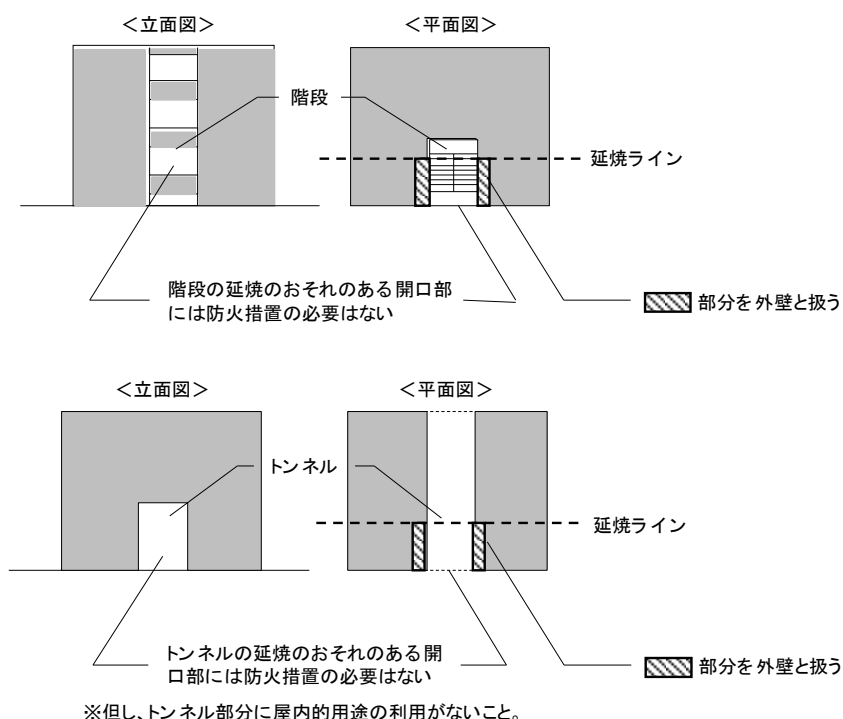 ＜立面図＞
＜平面図＞
階段
延焼ライン
階段の延焼のおそれのある開口部
には防火措置の必要はない
部分を外壁と扱う
＜立面図＞
＜平面図＞
トンネル
延焼ライン
トンネルの延焼のおそれのある開
口部には防火措置の必要はない
部分を外壁と扱う
※但し、トンネル部分に屋内的用途の利用がないこと。